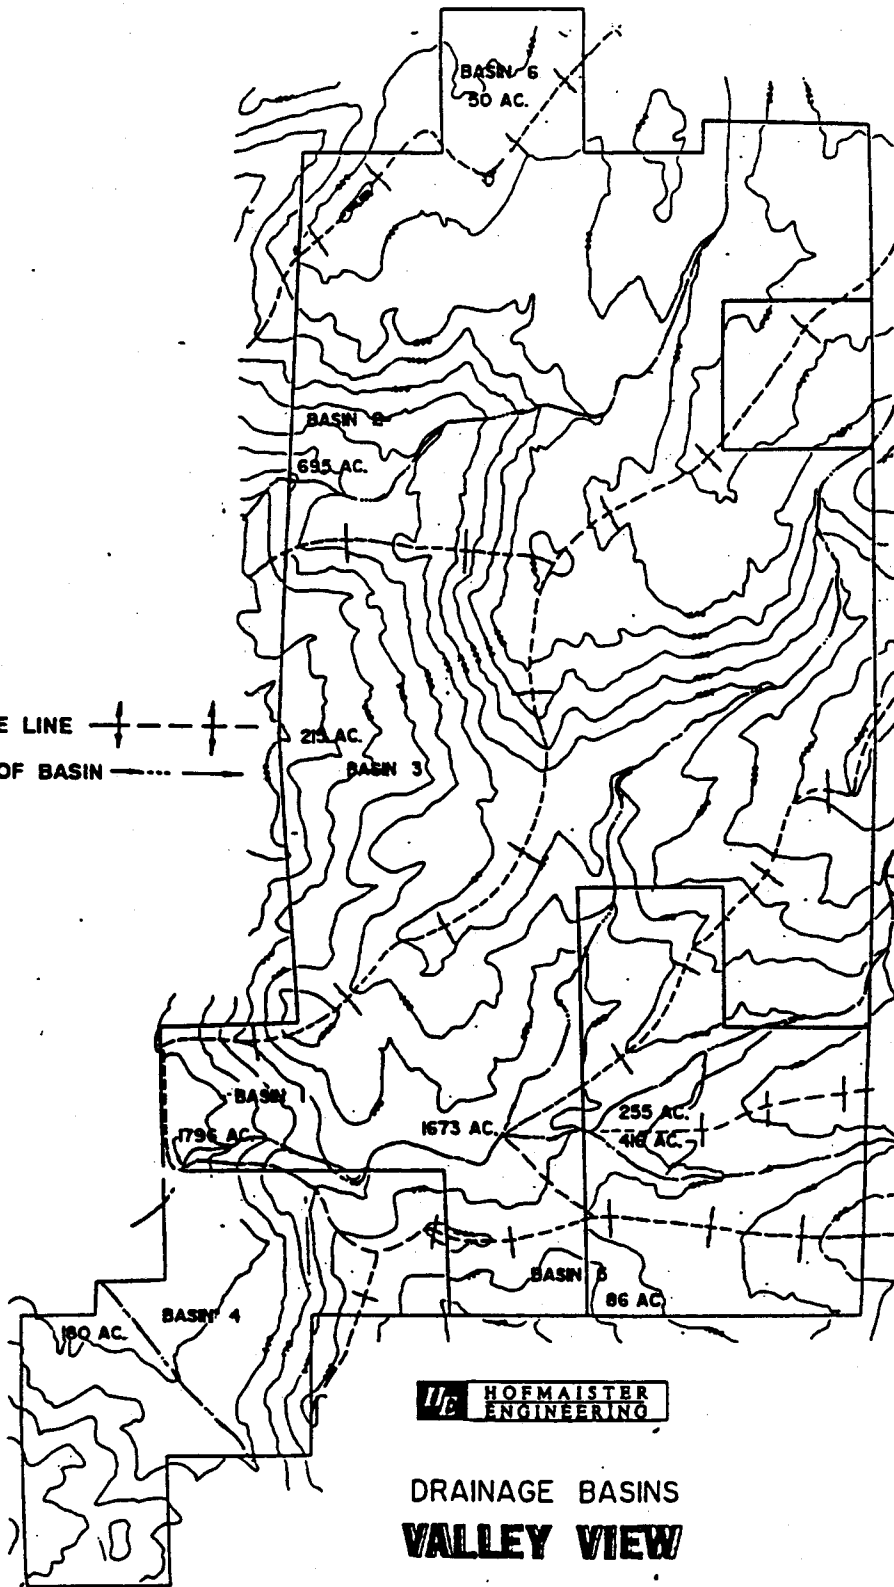 BASIN 6
50 AC.
BASIN 2
695 AC.
E LINE
215 AC.
OF BASIN
BASIN 3
BASIN 1
1796 AC.
1673 AC.
255 AC.
416 AC.
BASIN 5
86 AC.
BASIN 4
180 AC.
HE HOFMAISTER
ENGINEERING
DRAINAGE BASINS
VALLEY VIEW